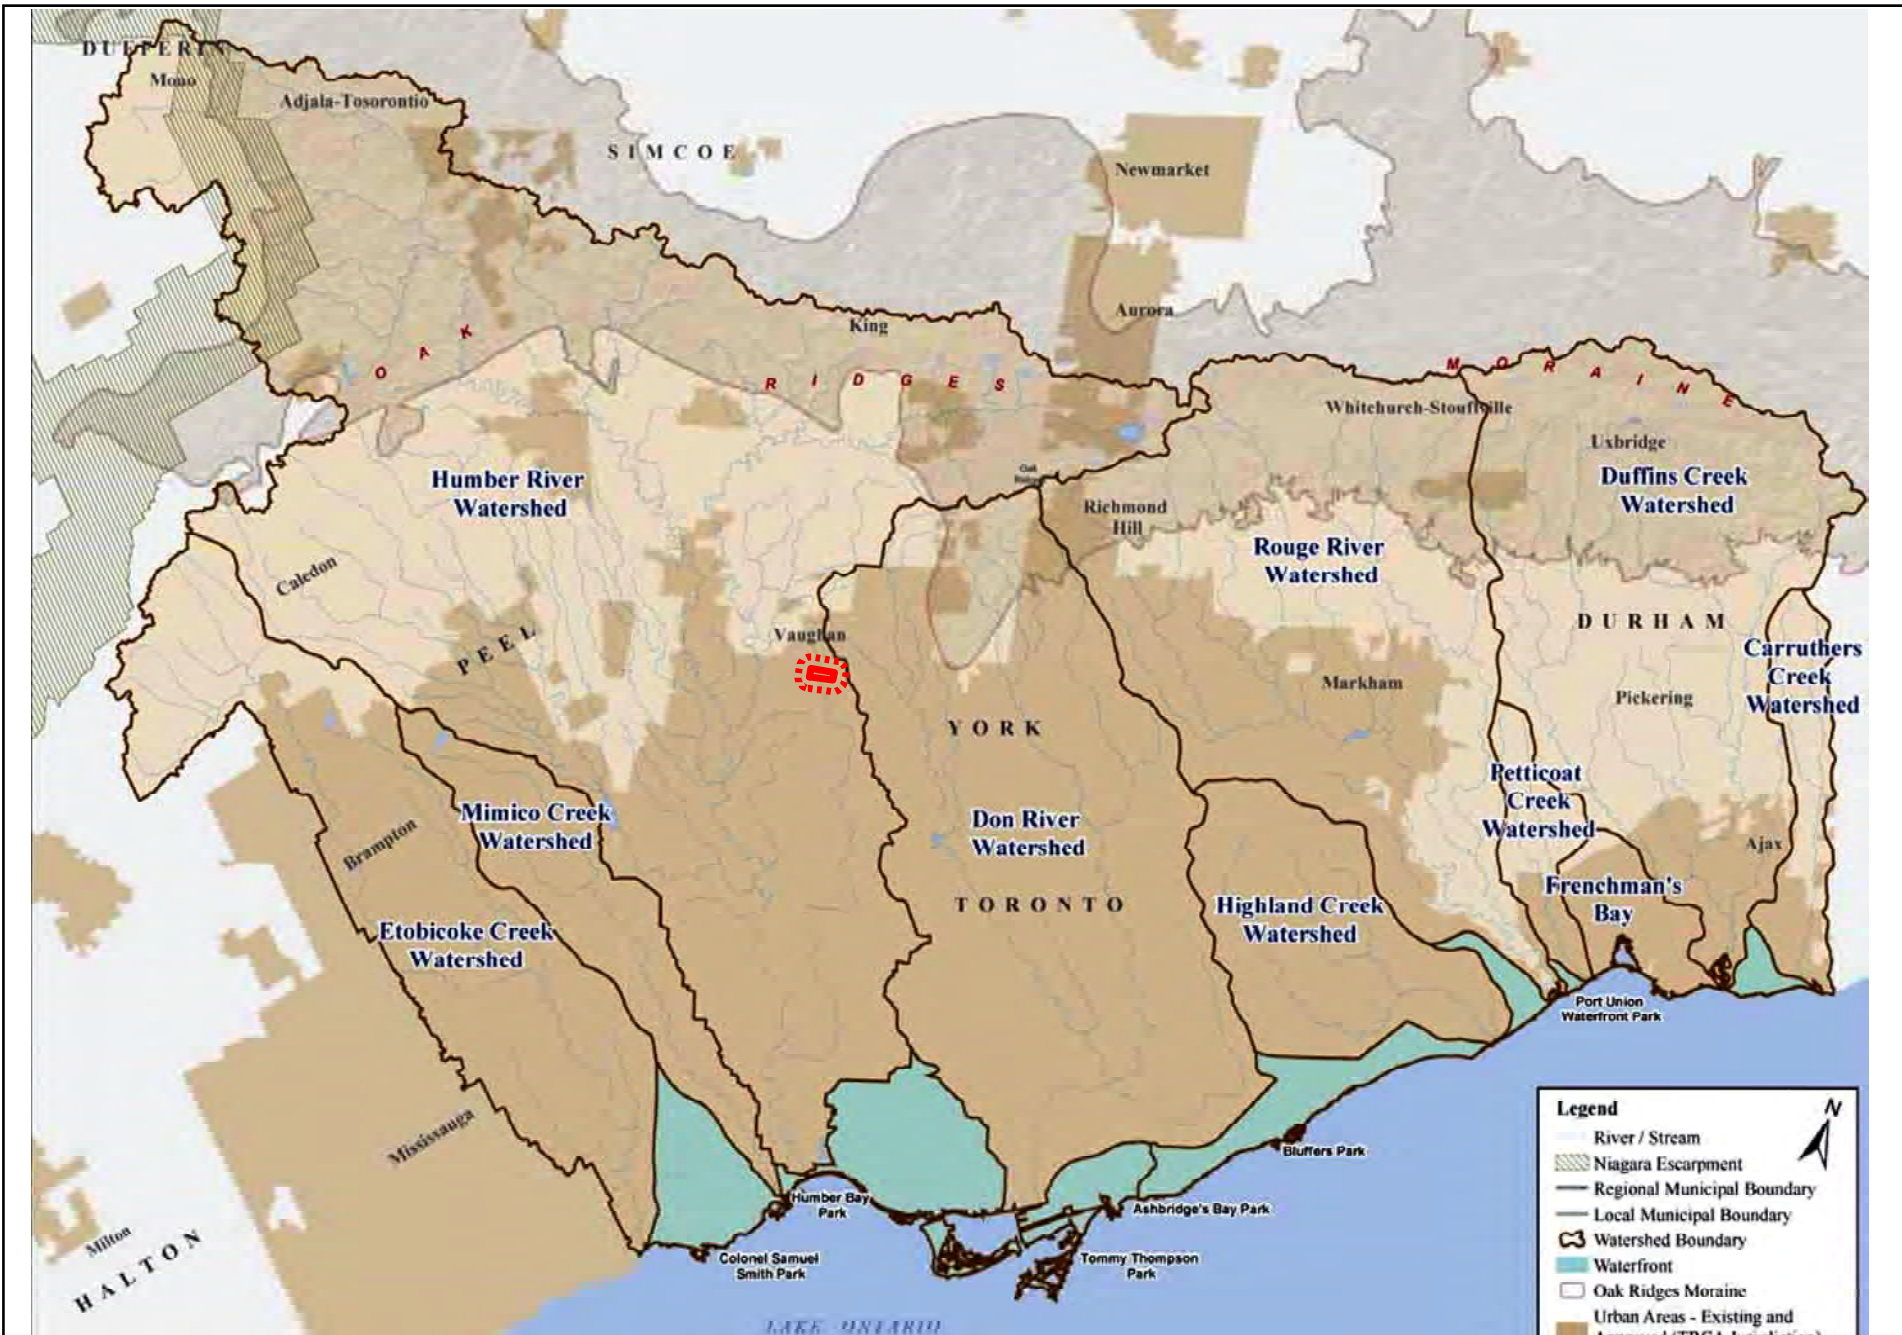 DUFFERIN
Mono
Adjala-Tosorontio
SIMCOE
Newmarket
Aurora
King
OAK
RIDGES
MORAINE
Whitchurch-Stouffville
Uxbridge
Duffins Creek
Watershed
Humber River
Watershed
Oak
Richmond
Hill
Rouge River
Watershed
Caledon
PEEL
Vaughan
DURHAM
Carruthers
Creek
Watershed
Markham
Pickering
YORK
Petticoat
Creek
Watershed
Mimico Creek
Watershed
Don River
Watershed
Brampton
Ajax
TORONTO
Frenchman's
Bay
Highland Creek
Watershed
Etobicoke Creek
Watershed
Port Union
Waterfront Park
Mississauga
Bluffers Park
Humber Bay
Park
Ashbridge's Bay Park
Milton
HALTON
Colonel Samuel
Smith Park
Tommy Thompson
Park
LAKE ONTARIO
Legend
N
River / Stream
Niagara Escarpment
Regional Municipal Boundary
Local Municipal Boundary
Watershed Boundary
Waterfront
Oak Ridges Moraine
Urban Areas - Existing and